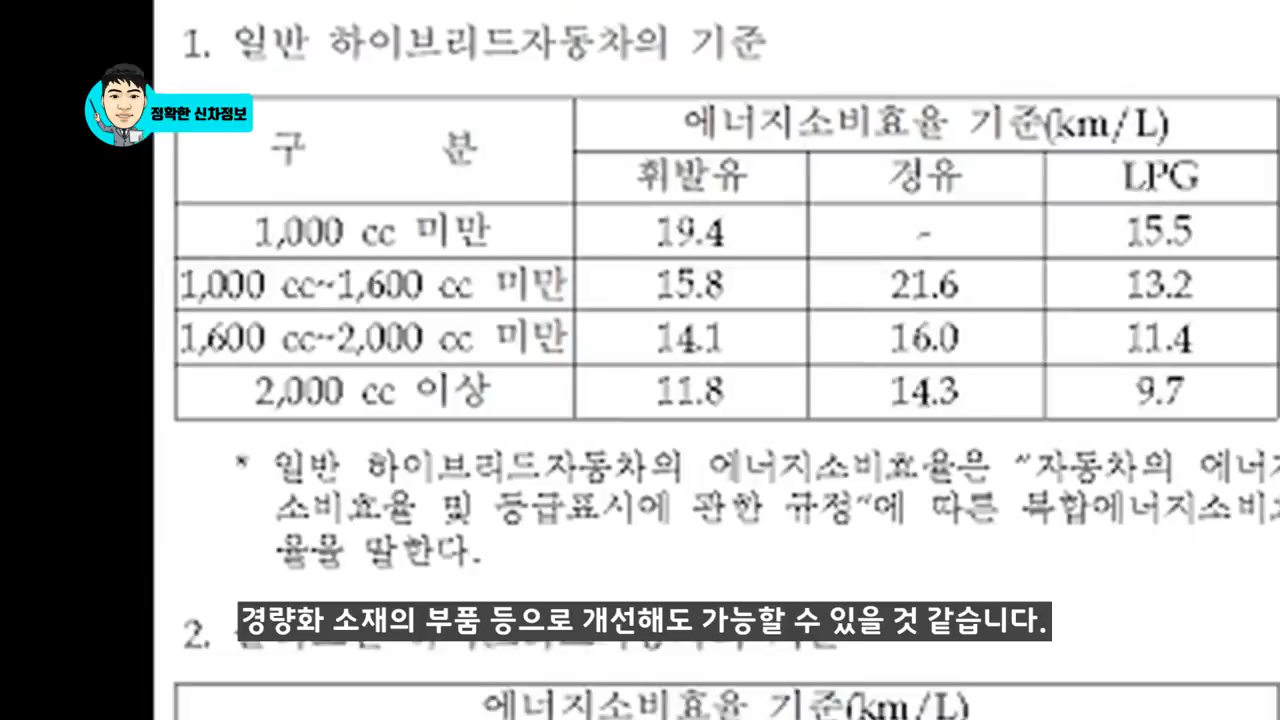 1. 일반 하이브리드자동차의 기준
정확한 신차정보
구 분
에너지소비효율 기준(km/L)
휘발유 경유 LPG
1,000 cc 미만 19.4 - 15.5
1,000 cc~1,600 cc 미만 15.8 21.6 13.2
1,600 cc~2,000 cc 미만 14.1 16.0 11.4
2,000 cc 이상 11.8 14.3 9.7
* 일반 하이브리드자동차의 에너지소비효율은 "자동차의 에너지
소비효율 및 등급표시에 관한 규정"에 따른 복합에너지소비효
율을 말한다.
경량화 소재의 부품 등으로 개선해도 가능할 수 있을 것 같습니다.
2.
에너지소비효율 기준(km/L)